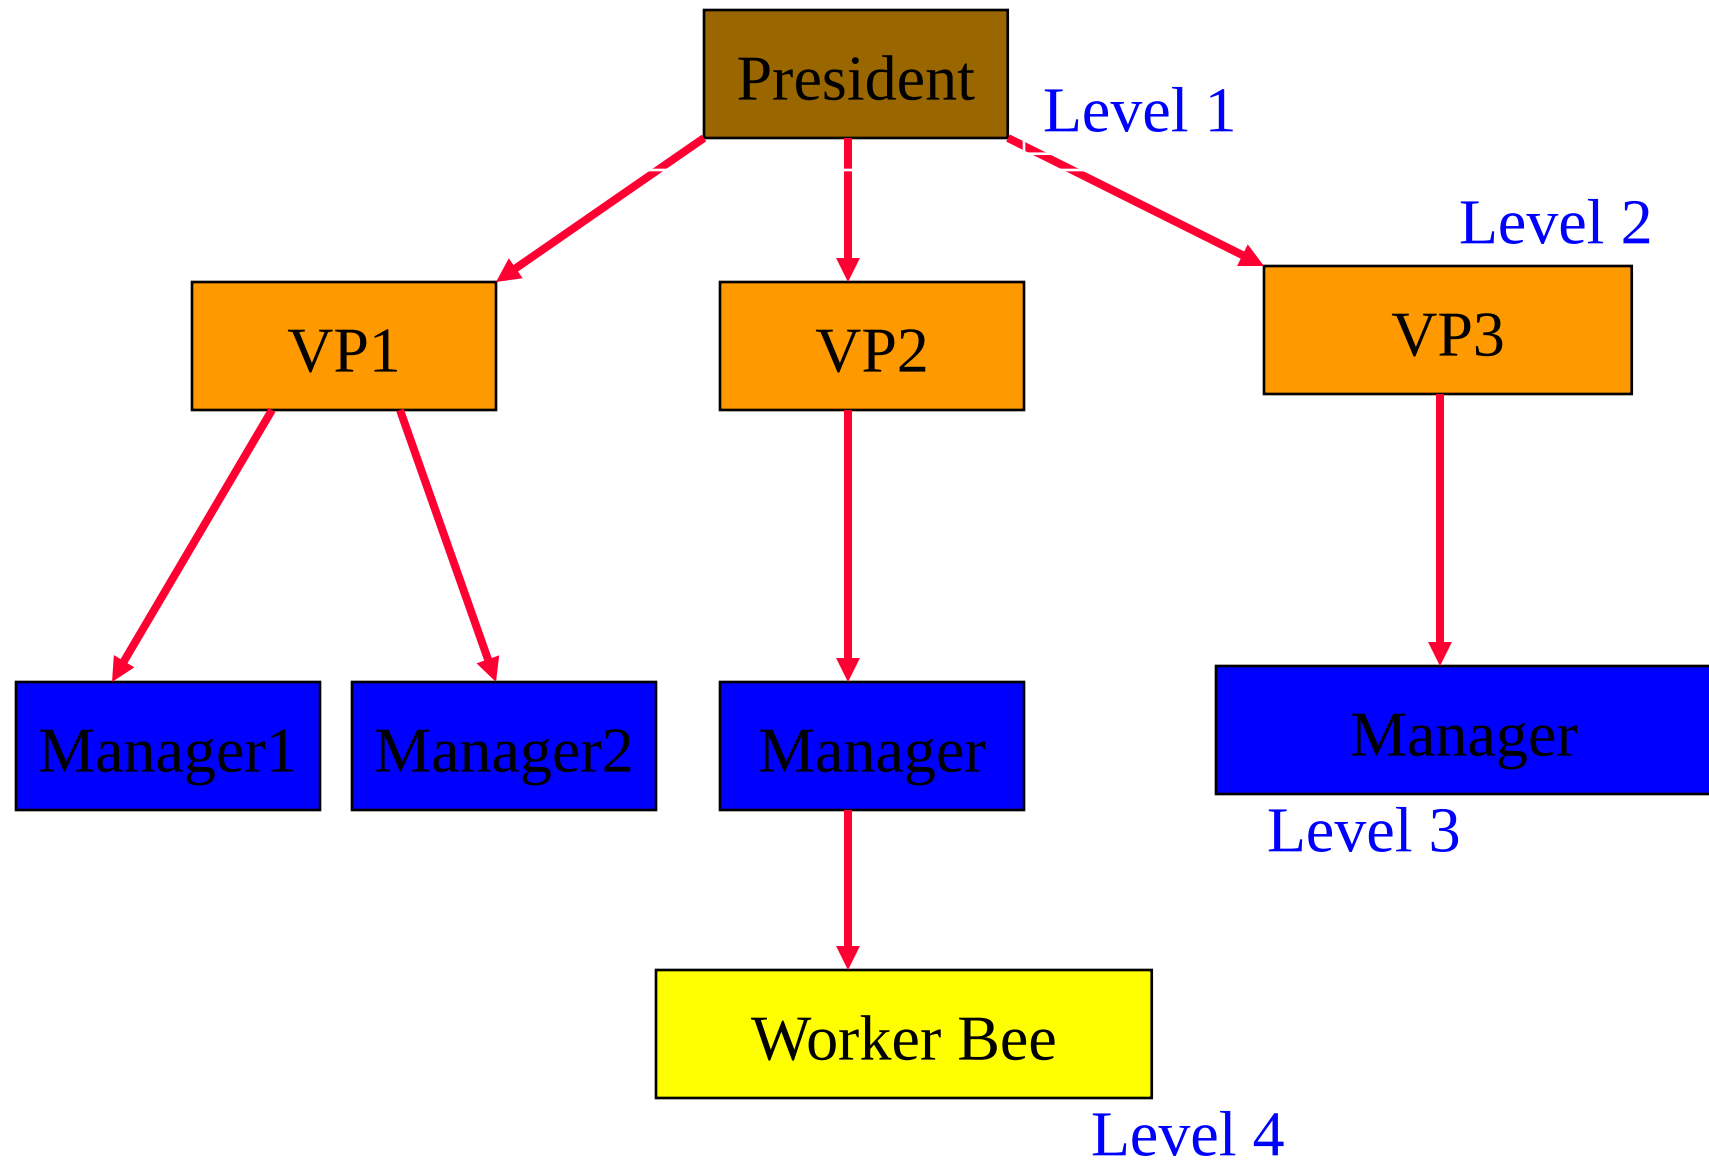 President
Level 1
Level 2
VP1
VP2
VP3
Manager1
Manager2
Manager
Manager
Level 3
Worker Bee
Level 4